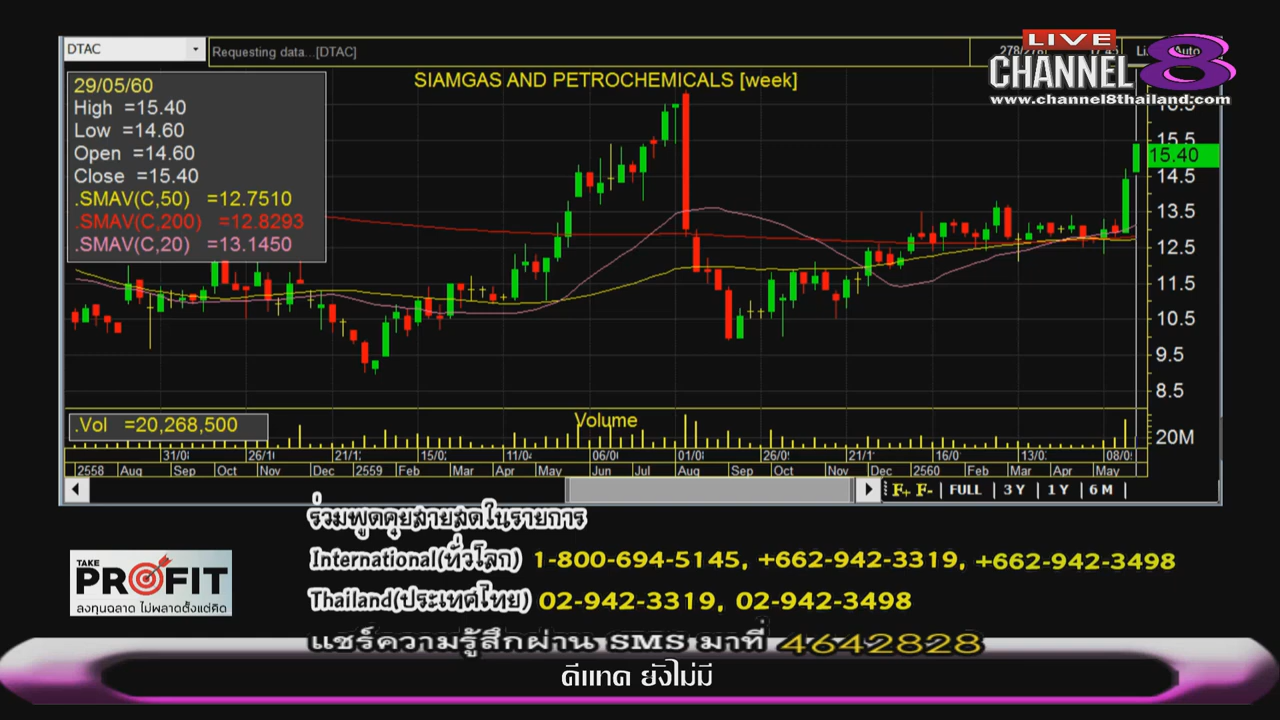 DTAC
Requesting data...[DTAC]
LIVE
CHANNEL 8
www.channel8thailand.com
SIAMGAS AND PETROCHEMICALS [week]
29/05/60
High =15.40
Low =14.60
Open =14.60
Close =15.40
.SMAV(C,50) =12.7510
.SMAV(C,200) =12.8293
.SMAV(C,20) =13.1450
15.5
15.40
14.5
13.5
12.5
11.5
10.5
9.5
8.5
.Vol =20,268,500
Volume
20M
2558 Aug Sep Oct Nov Dec 2559 Feb Mar Apr May Jun Jul Aug Sep Oct Nov Dec 2560 Feb Mar Apr May
F+ F- FULL 3 Y 1 Y 6 M
ร่วมพูดคุยสายสดในรายการ
International(ทั่วโลก) 1-800-694-5145, +662-942-3319, +662-942-3498
TAKE
PROFIT
ลงทุนฉลาด ไม่พลาดตั้งแต่คิด
Thailand(ประเทศไทย) 02-942-3319, 02-942-3498
แชร์ความรู้สึกผ่าน SMS มาที่ 4642828
ดีแทค ยังไม่มี